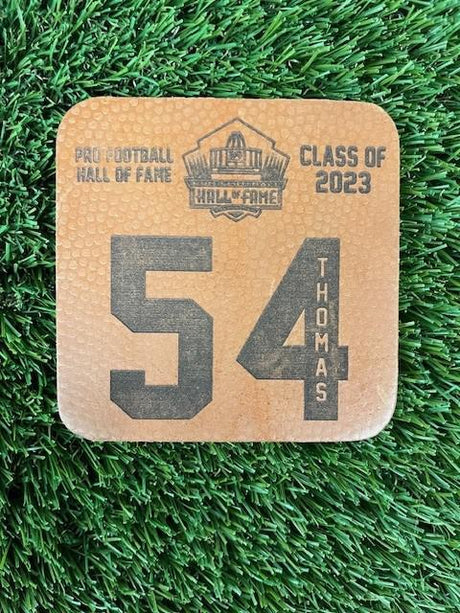 PRO FOOTBALL
HALL OF FAME
HALL OF FAME
CLASS OF
2023
54
THOMAS